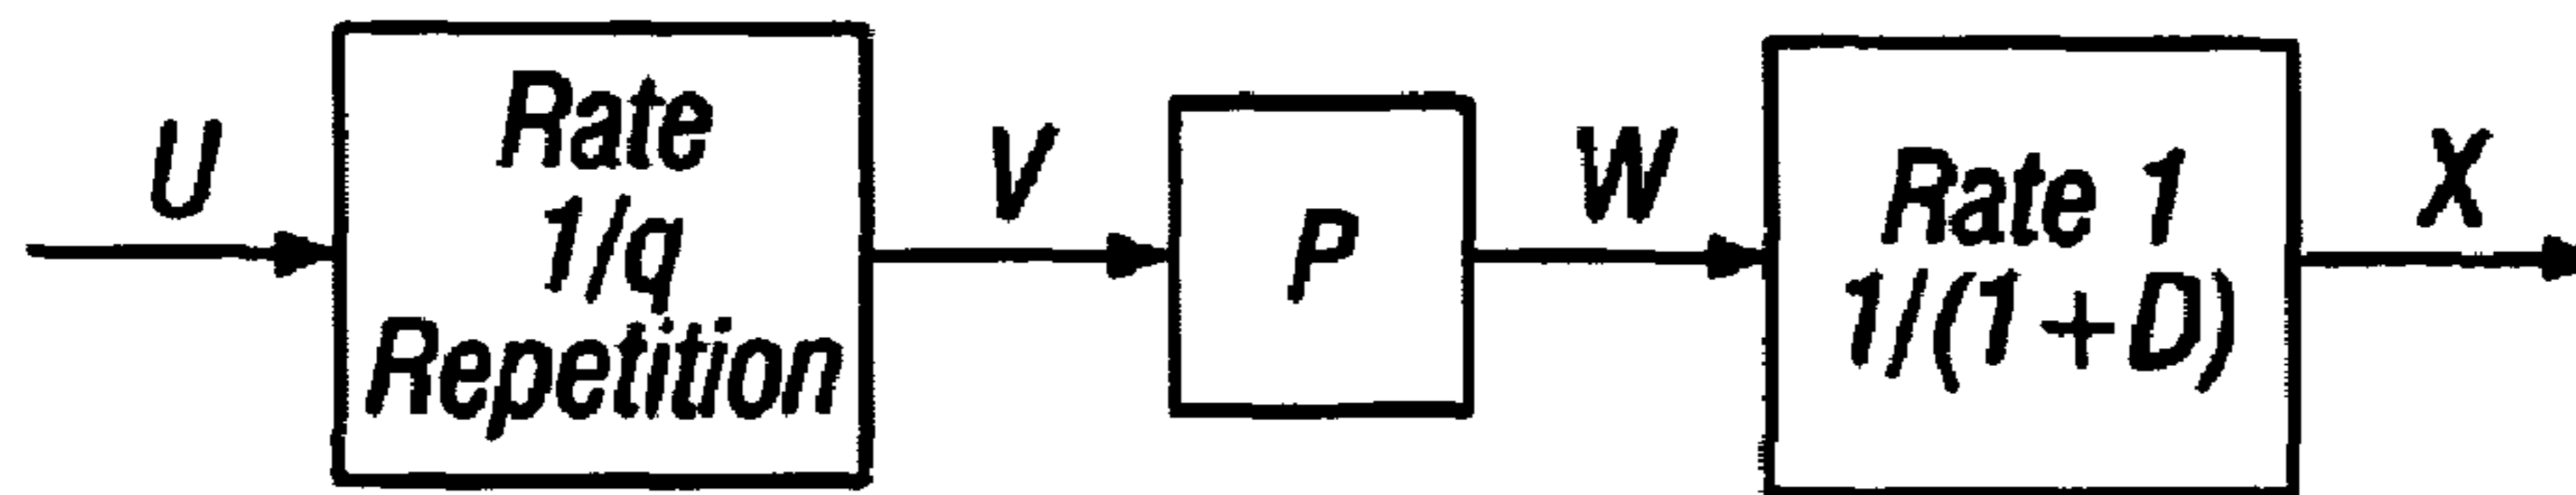 U
Rate
1/q
Repetition
V
P
W
Rate 1
1/(1+D)
X